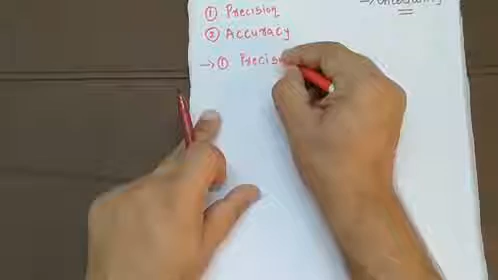 ① Precision
② Accuracy
→ ① Precis